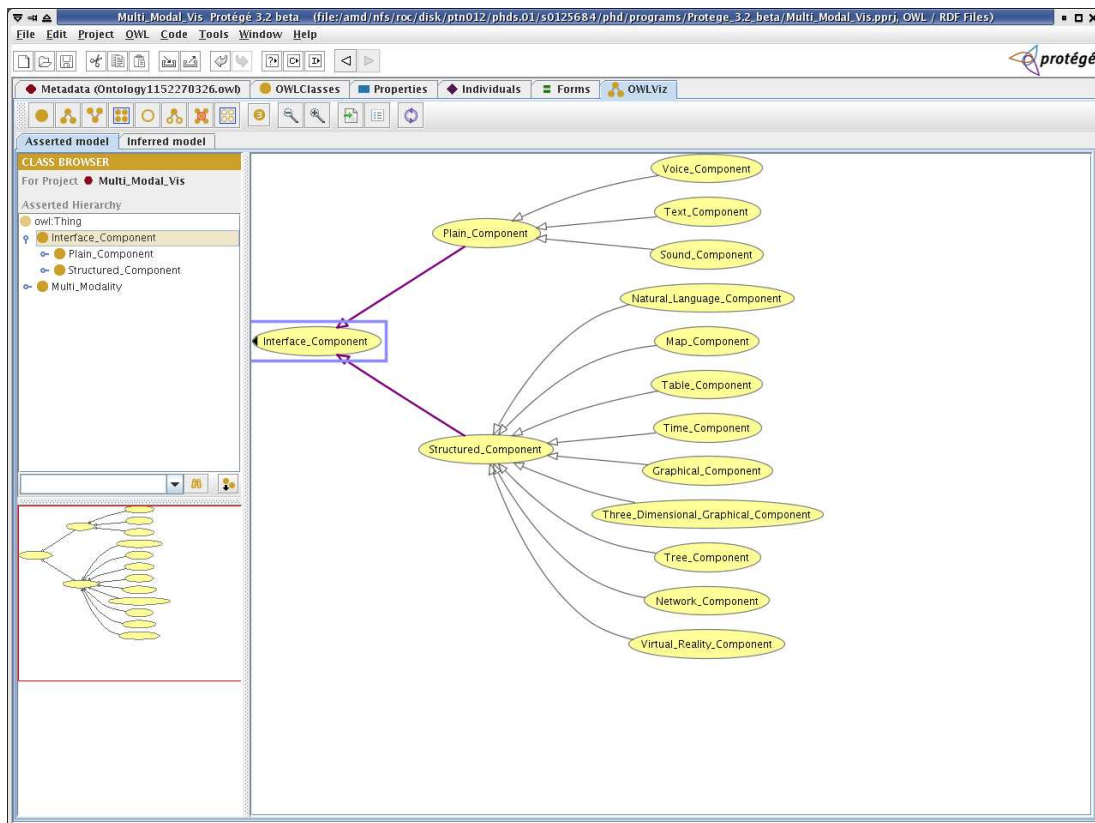 Multi_Modal_Vis Protégé 3.2 beta (file:/amd/nfs/roc/disk/ptn012/phds.01/s0125684/phd/programs/Protege_3.2_beta/Multi_Modal_Vis.pprj, OWL / RDF Files)
File Edit Project OWL Code Tools Window Help
protégé
Metadata (Ontology1152270326.owl) OWLClasses Properties Individuals Forms OWLViz
Asserted model Inferred model
CLASS BROWSER
For Project Multi_Modal_Vis
Asserted Hierarchy
owl:Thing
Interface_Component
Plain_Component
Structured_Component
Multi_Modality
Voice_Component
Text_Component
Plain_Component
Sound_Component
Natural_Language_Component
Interface_Component
Map_Component
Table_Component
Time_Component
Structured_Component
Graphical_Component
Three_Dimensional_Graphical_Component
Tree_Component
Network_Component
Virtual_Reality_Component